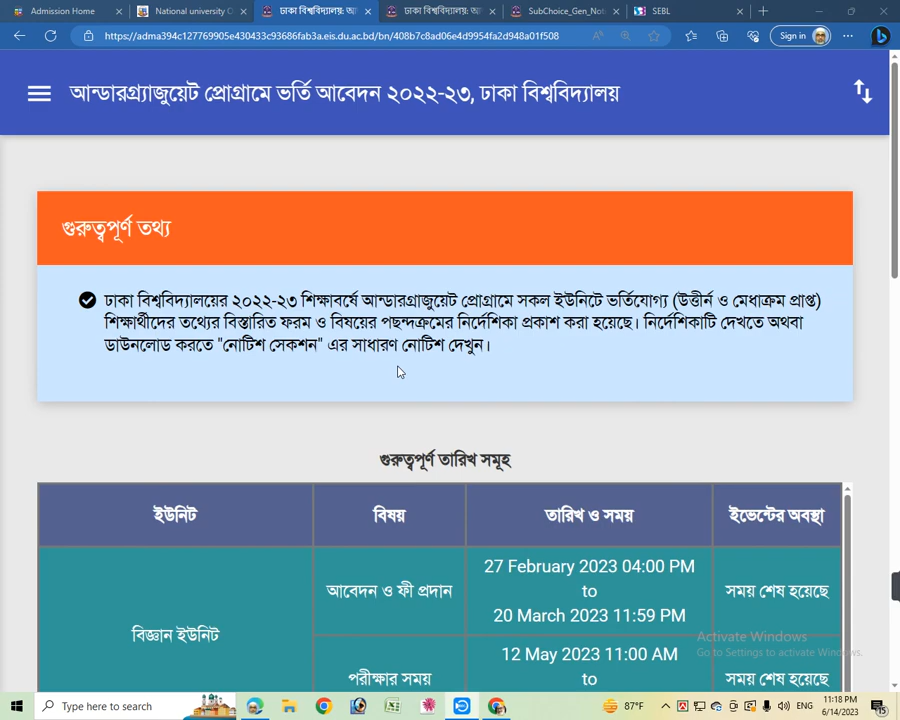 Admission Home
National university O
ঢাকা বিশ্ববিদ্যালয়: আ
ঢাকা বিশ্ববিদ্যালয়: আ
SubChoice_Gen_Not
SEBL
https://adma394c127769905e430433c93686fab3a.eis.du.ac.bd/bn/408b7c8ad06e4d9954fa2d948a01f508
Sign in
আন্ডারগ্র্যাজুয়েট প্রোগ্রামে ভর্তি আবেদন ২০২২-২৩, ঢাকা বিশ্ববিদ্যালয়
গুরুত্বপূর্ণ তথ্য
ঢাকা বিশ্ববিদ্যালয়ের ২০২২-২৩ শিক্ষাবর্ষে আন্ডারগ্রাজুয়েট প্রোগ্রামে সকল ইউনিটে ভর্তিযোগ্য (উত্তীর্ন ও মেধাক্রম প্রাপ্ত)
শিক্ষার্থীদের তথ্যের বিস্তারিত ফরম ও বিষয়ের পছন্দক্রমের নির্দেশিকা প্রকাশ করা হয়েছে। নির্দেশিকাটি দেখতে অথবা
ডাউনলোড করতে "নোটিশ সেকশন" এর সাধারণ নোটিশ দেখুন।
গুরুত্বপূর্ণ তারিখ সমূহ
ইউনিট
বিষয়
তারিখ ও সময়
ইভেন্টের অবস্থা
বিজ্ঞান ইউনিট
আবেদন ও ফী প্রদান
27 February 2023 04:00 PM
to
20 March 2023 11:59 PM
সময় শেষ হয়েছে
পরীক্ষার সময়
12 May 2023 11:00 AM
to
সময় শেষ হয়েছে
Activate Windows
Go to Settings to activate Windows.
Type here to search
87°F
ENG
11:18 PM
6/14/2023
15